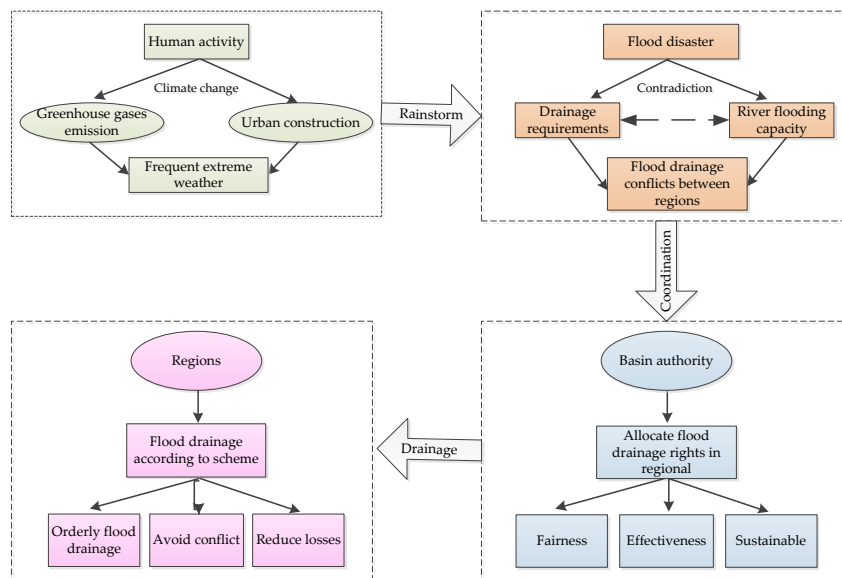 Human activity
Climate change
Greenhouse gases
emission
Urban construction
Frequent extreme
weather
Rainstorm
Flood disaster
Contradiction
Drainage
requirements
River flooding
capacity
Flood drainage
conflicts between
regions
Coordination
Regions
Flood drainage
according to scheme
Orderly flood
drainage
Avoid conflict
Reduce losses
Drainage
Basin authority
Allocate flood
drainage rights in
regional
Fairness
Effectiveness
Sustainable